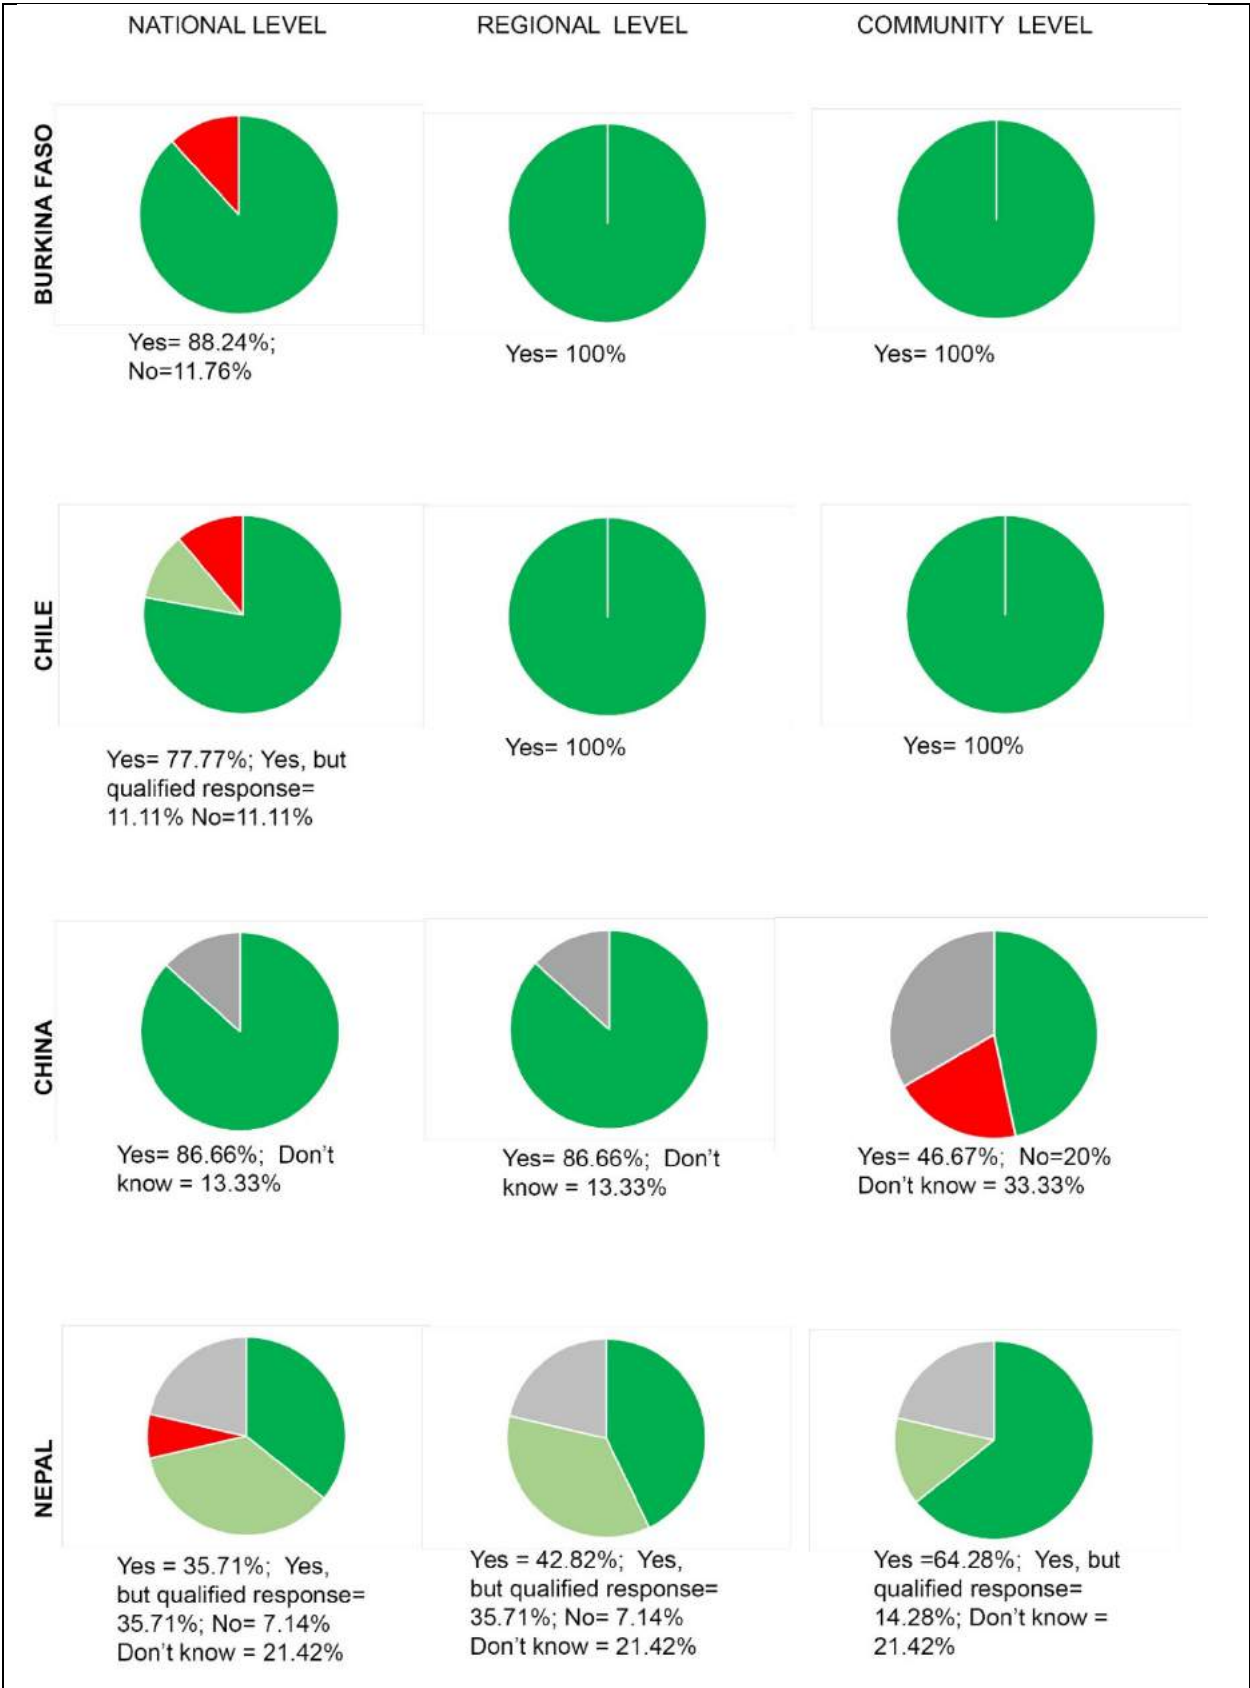 NATIONAL LEVEL
REGIONAL LEVEL
COMMUNITY LEVEL
BURKINA FASO
Yes= 88.24%;
No=11.76%
Yes= 100%
Yes= 100%
CHILE
Yes= 77.77%; Yes, but
qualified response=
11.11% No=11.11%
Yes= 100%
Yes= 100%
CHINA
Yes= 86.66%; Don't
know = 13.33%
Yes= 86.66%; Don't
know = 13.33%
Yes= 46.67%; No=20%
Don't know = 33.33%
NEPAL
Yes = 35.71%; Yes,
but qualified response=
35.71%; No= 7.14%
Don't know = 21.42%
Yes = 42.82%; Yes,
but qualified response=
35.71%; No= 7.14%
Don't know = 21.42%
Yes =64.28%; Yes, but
qualified response=
14.28%; Don't know =
21.42%